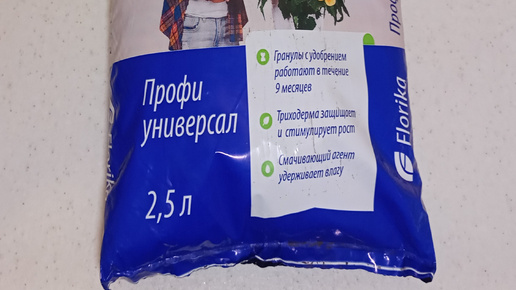 Профи
универсал
2,5 л
Гранулы с удобрением
работают в течение
9 месяцев
Триходерма защищает
и стимулирует рост
Смачивающий агент
удерживает влагу
Florika